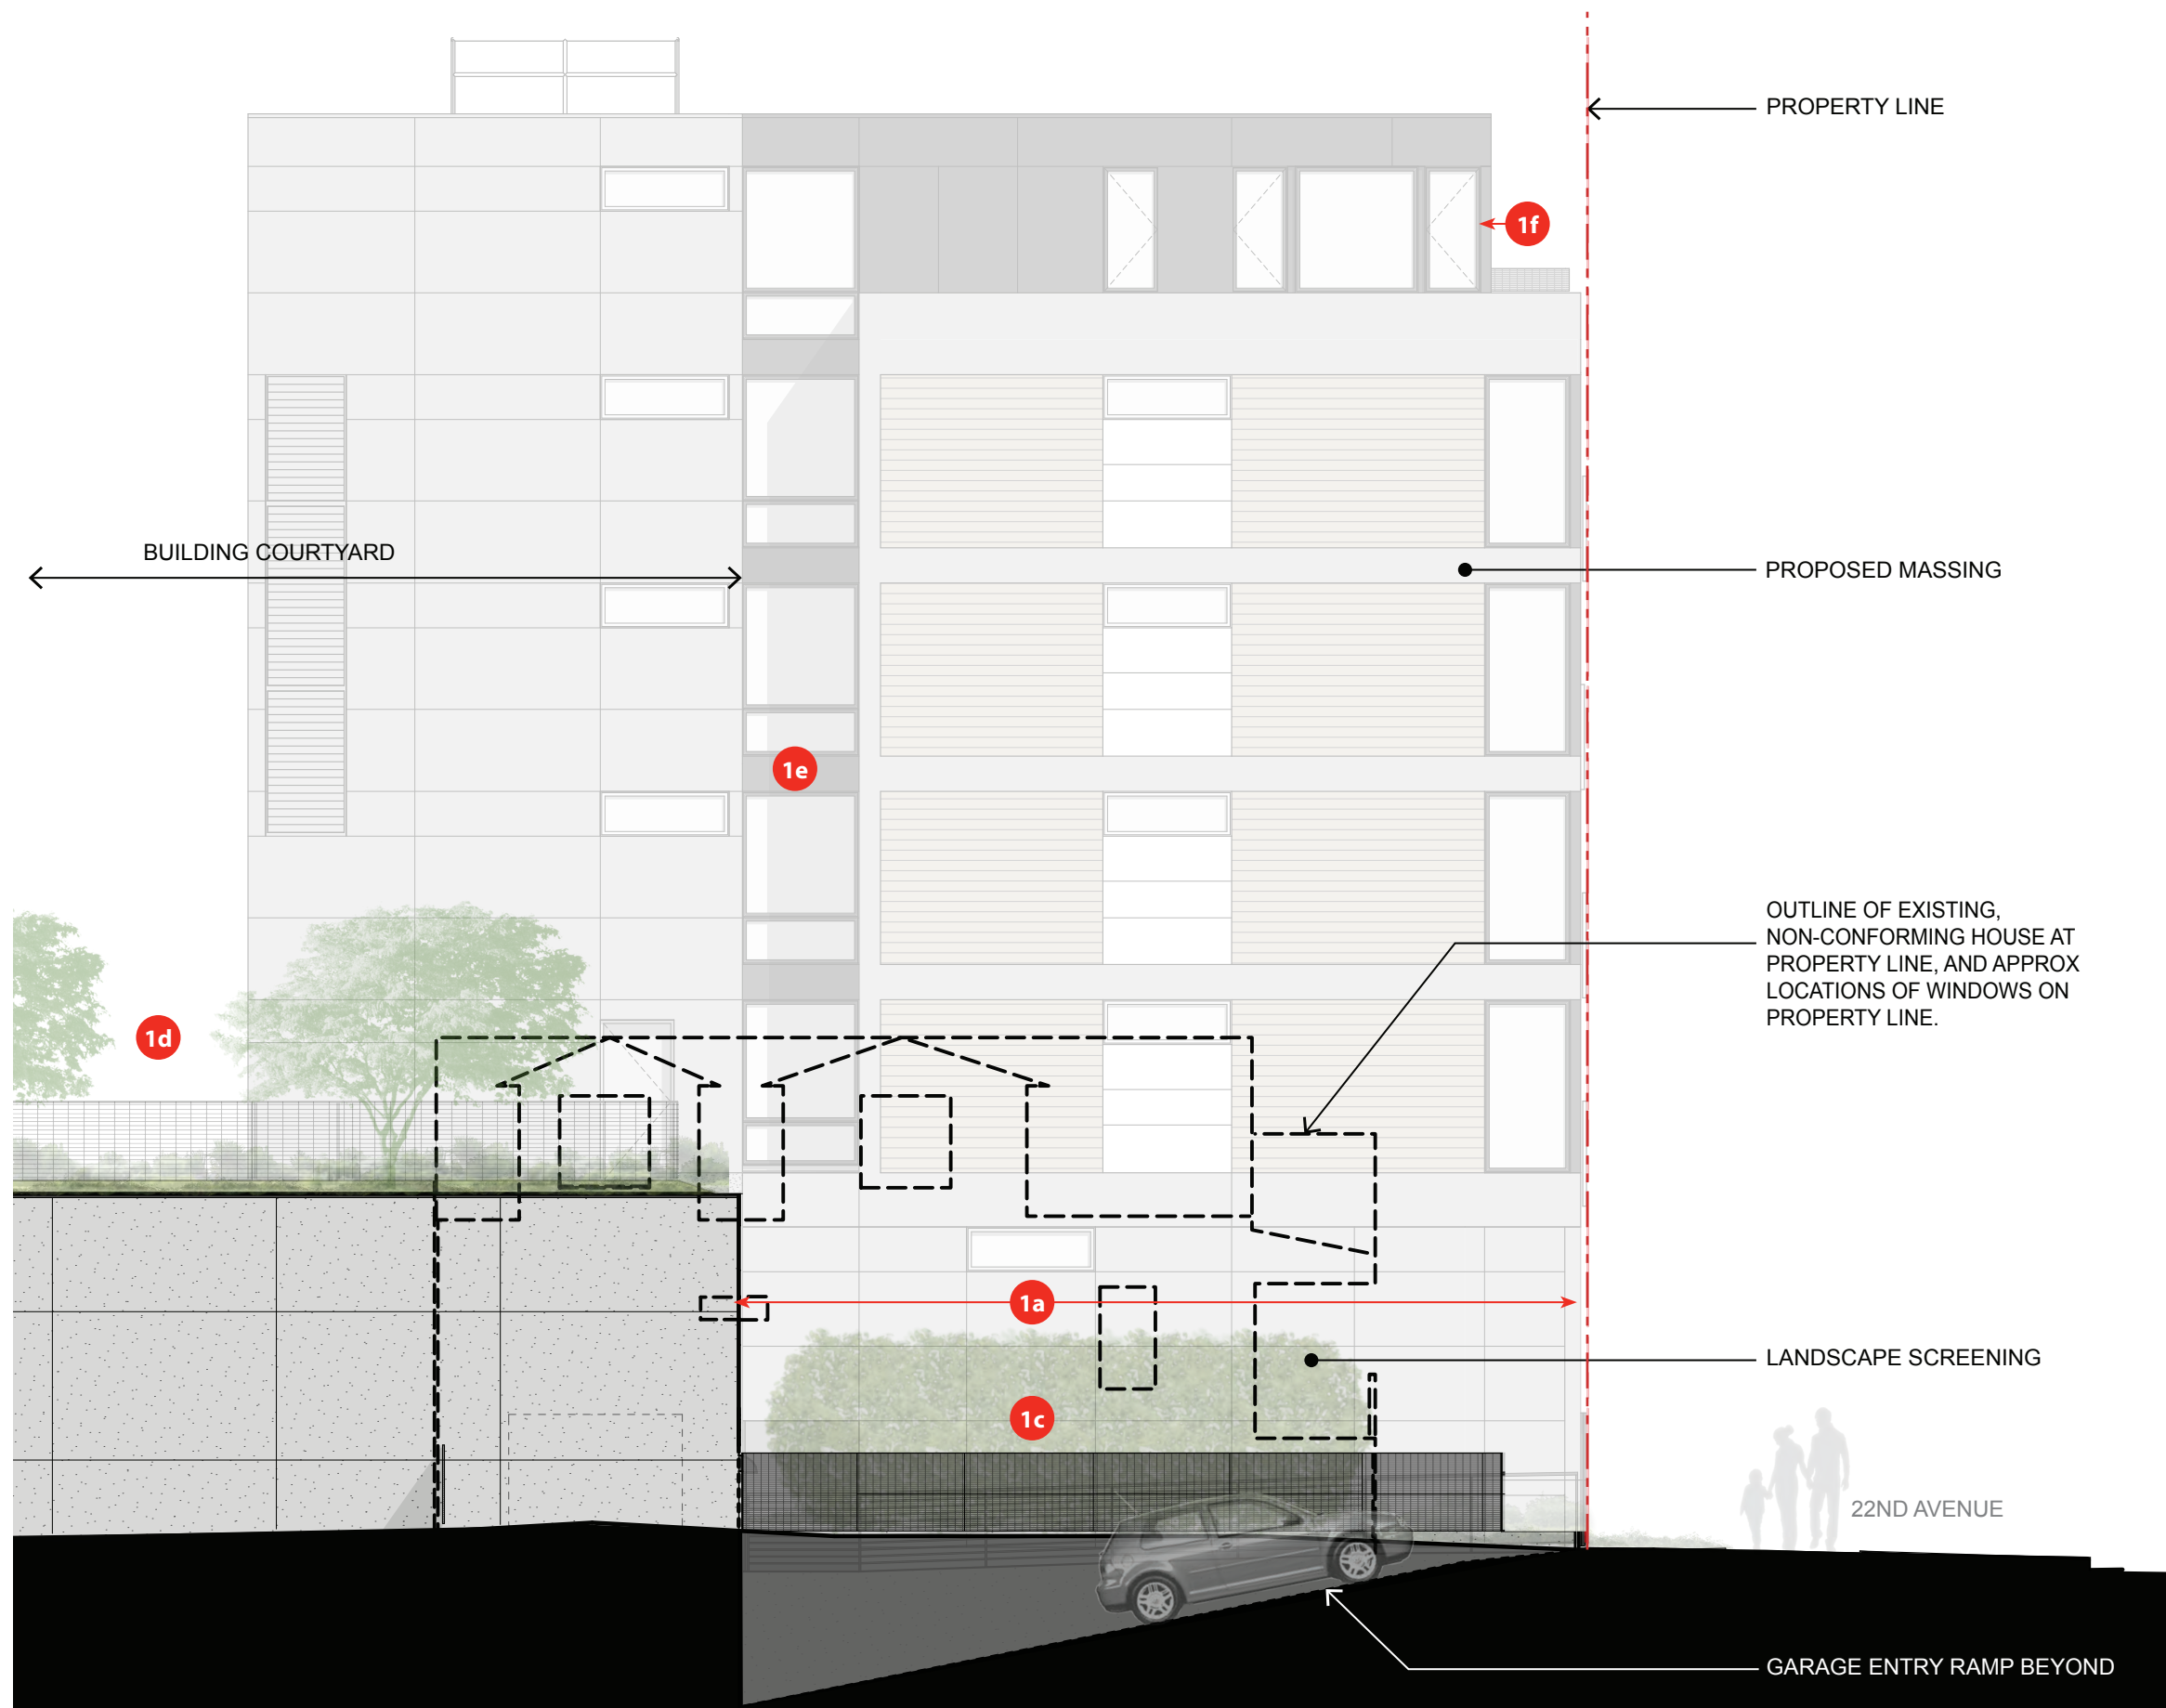 PROPERTY LINE
1f
BUILDING COURTYARD
PROPOSED MASSING
1e
OUTLINE OF EXISTING,
NON-CONFORMING HOUSE AT
PROPERTY LINE, AND APPROX
LOCATIONS OF WINDOWS ON
PROPERTY LINE.
1d
1a
LANDSCAPE SCREENING
1c
22ND AVENUE
GARAGE ENTRY RAMP BEYOND